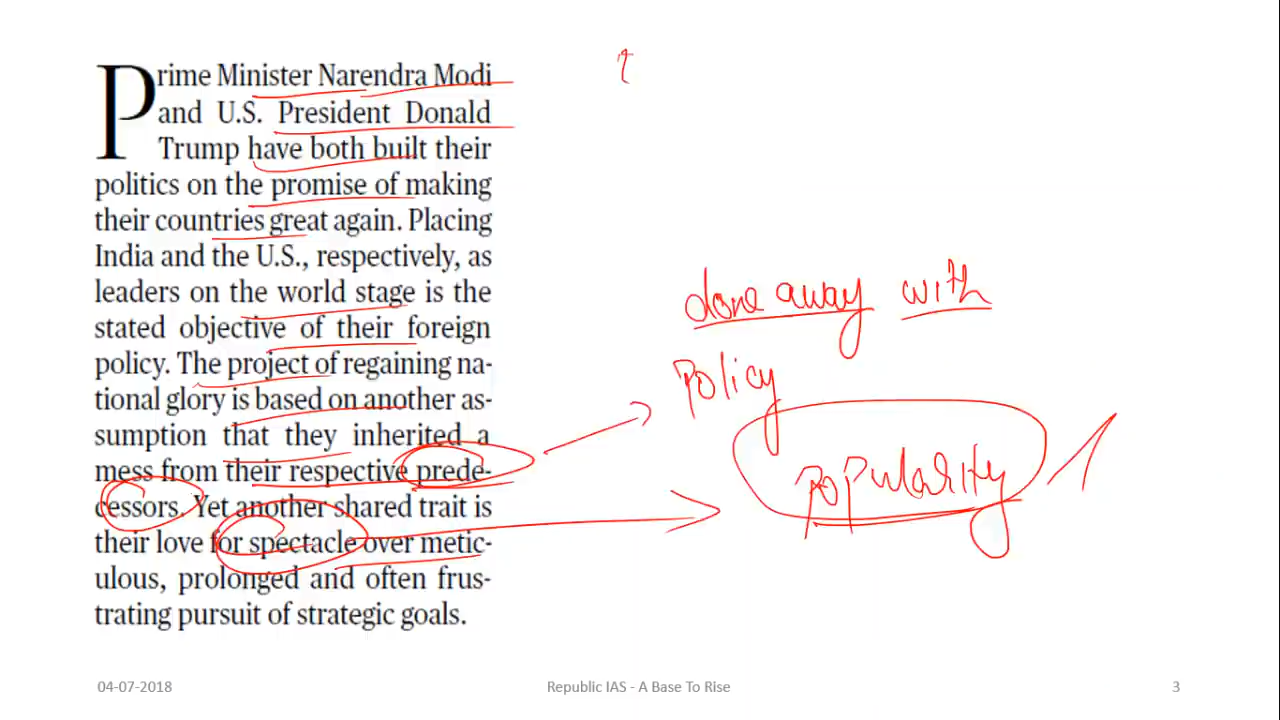 Prime Minister Narendra Modi
and U.S. President Donald
Trump have both built their
politics on the promise of making
their countries great again. Placing
India and the U.S., respectively, as
leaders on the world stage is the
stated objective of their foreign
policy. The project of regaining na-
tional glory is based on another as-
sumption that they inherited a
mess from their respective prede-
cessors. Yet another shared trait is
their love for spectacle over metic-
ulous, prolonged and often frus-
trating pursuit of strategic goals.
done away with
policy
popularity
04-07-2018
Republic IAS - A Base To Rise
3